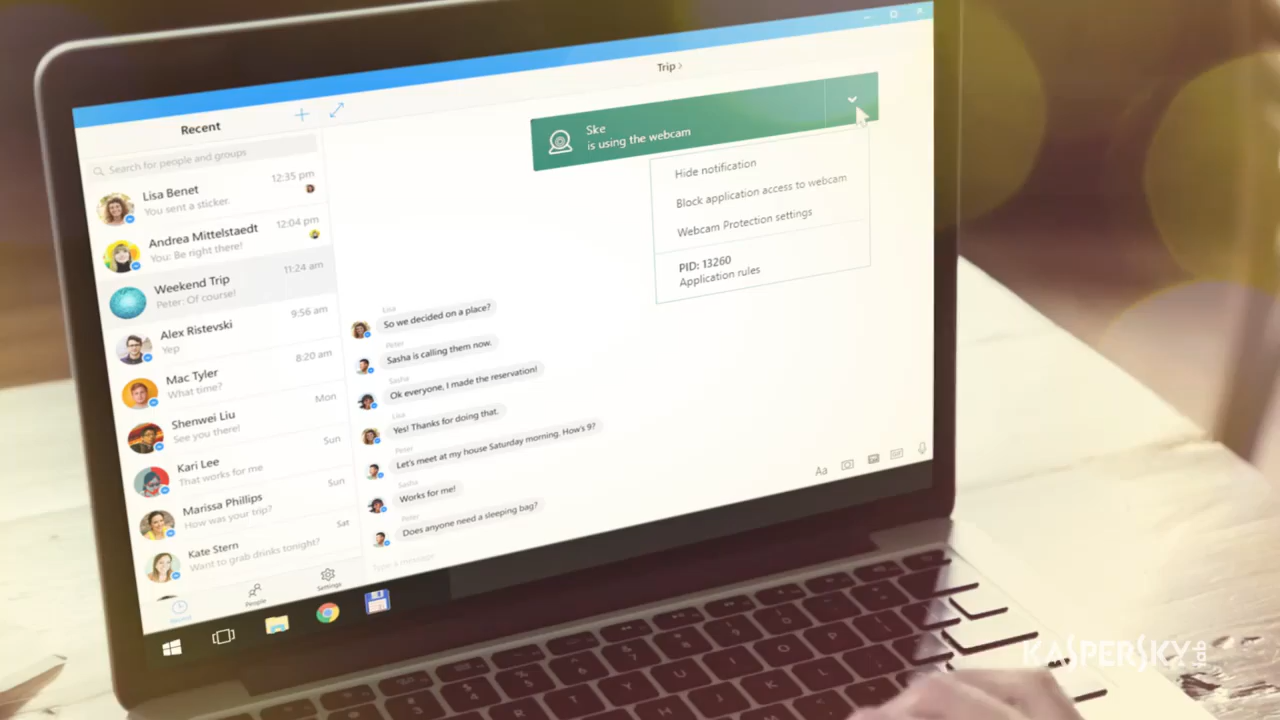 Trip >
Recent
Search for people and groups
Lisa Benet
12:35 pm
You sent a sticker.
Andrea Mittelstaedt
12:04 pm
You: Be right there!
Weekend Trip
11:24 am
Peter: Of course!
Alex Ristevski
9:56 am
Yep
Mac Tyler
8:20 am
What time?
Shenwei Liu
Mon
See you there!
Kari Lee
Sun
That works for me
Marissa Phillips
Sun
How was your trip?
Kate Stern
Sat
Want to grab drinks tonight?
Recent
People
Settings
Ske
is using the webcam
Hide notification
Block application access to webcam
Webcam Protection settings
PID: 13260
Application rules
Lisa
So we decided on a place?
Peter
Sasha is calling them now.
Sasha
Ok everyone, I made the reservation!
Lisa
Yes! Thanks for doing that.
Peter
Let's meet at my house Saturday morning. How's 9?
Sasha
Works for me!
Peter
Does anyone need a sleeping bag?
Type a message...
Aa
GIF
KASPERSKY lab